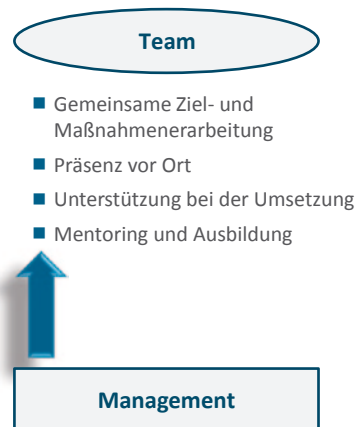 Team
■ Gemeinsame Ziel- und
Maßnahmenerarbeitung
■ Präsenz vor Ort
■ Unterstützung bei der Umsetzung
■ Mentoring und Ausbildung
Management